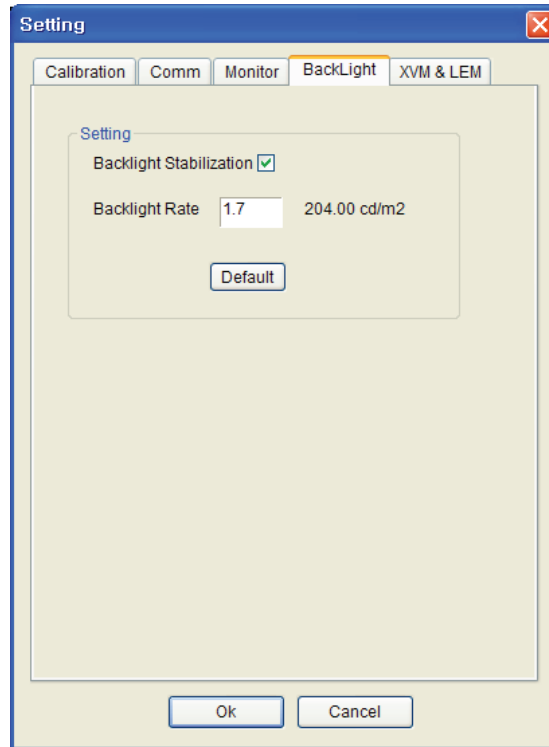 Setting
Calibration Comm Monitor BackLight XVM & LEM
Setting
Backlight Stabilization
Backlight Rate 1.7 204.00 cd/m2
Default
Ok Cancel